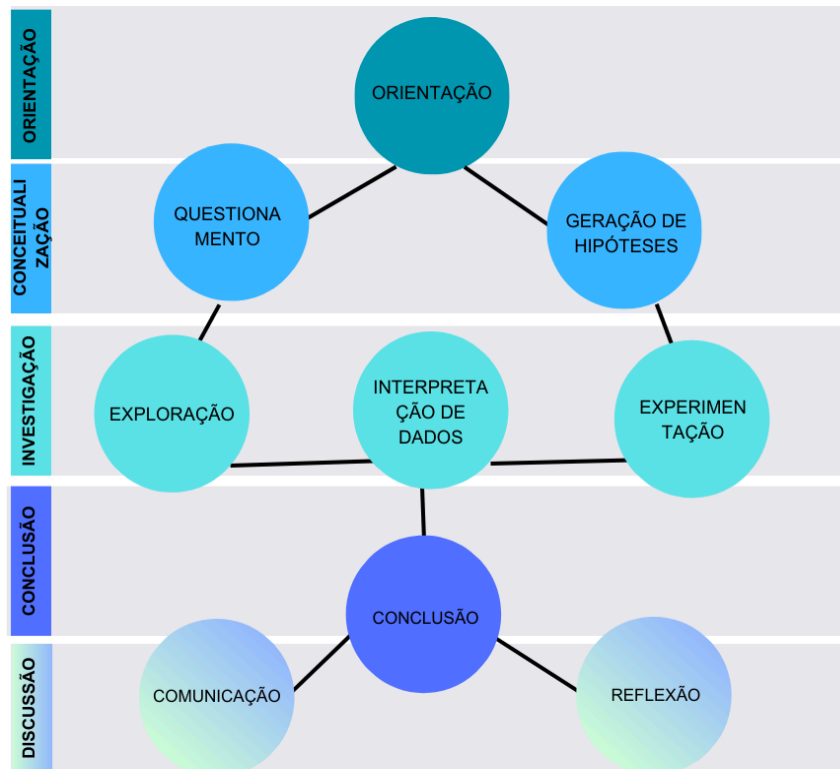 ORIENTAÇÃO
ORIENTAÇÃO
CONCEITUALI
ZAÇÃO
QUESTIONA
MENTO
GERAÇÃO DE
HIPÓTESES
INVESTIGAÇÃO
EXPLORAÇÃO
INTERPRETA
ÇÃO DE
DADOS
EXPERIMEN
TAÇÃO
CONCLUSÃO
CONCLUSÃO
DISCUSSÃO
COMUNICAÇÃO
REFLEXÃO